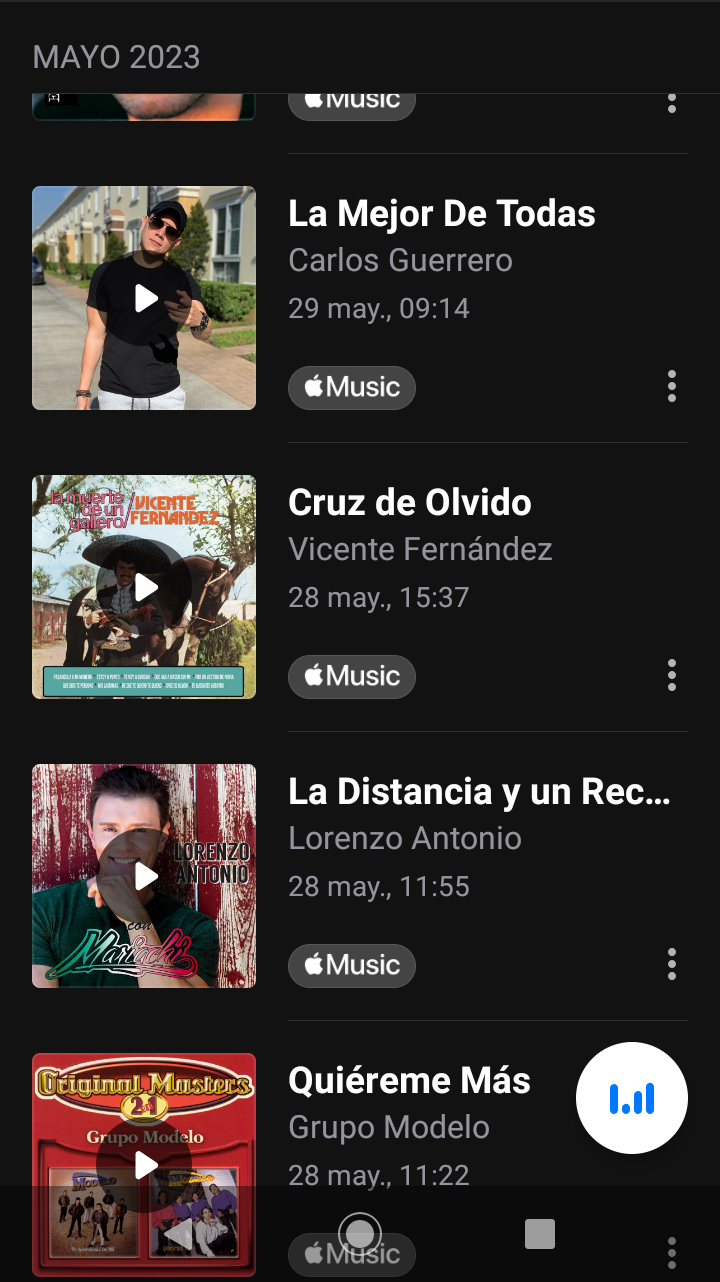 MAYO 2023
Music
La Mejor De Todas
Carlos Guerrero
29 may., 09:14
Music
la muerte
de un
gallero/
VICENTE
FERNANDEZ
Cruz de Olvido
Vicente Fernández
28 may., 15:37
Music
LORENZO
ANTONIO
con
Mariachi
La Distancia y un Rec...
Lorenzo Antonio
28 may., 11:55
Music
Original Masters
2en1
Grupo Modelo
Quiéreme Más
Grupo Modelo
28 may., 11:22
Music